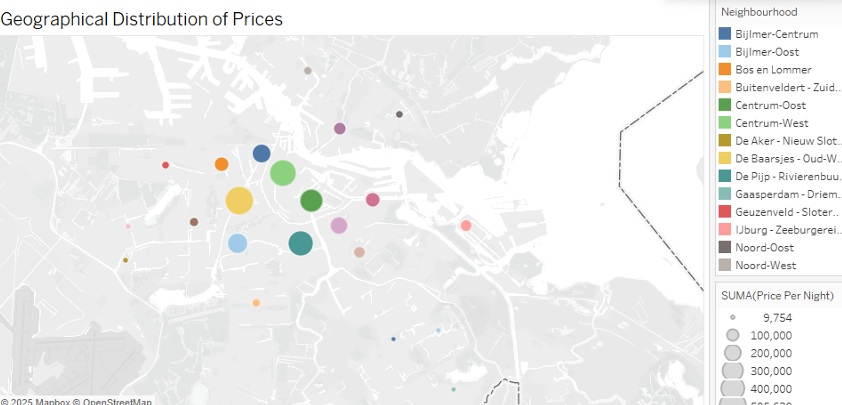 Geographical Distribution of Prices
Neighbourhood
Bijlmer-Centrum
Bijlmer-Oost
Bos en Lommer
Buitenveldert - Zuid..
Centrum-Oost
Centrum-West
De Aker - Nieuw Slot..
De Baarsjes - Oud-W..
De Pijp - Rivierenbuu..
Gaasperdam - Driem..
Geuzenveld - Sloter..
IJburg - Zeeburgerei..
Noord-Oost
Noord-West
SUMA(Price Per Night)
9,754
100,000
200,000
300,000
400,000
© 2025 Mapbox © OpenStreetMap